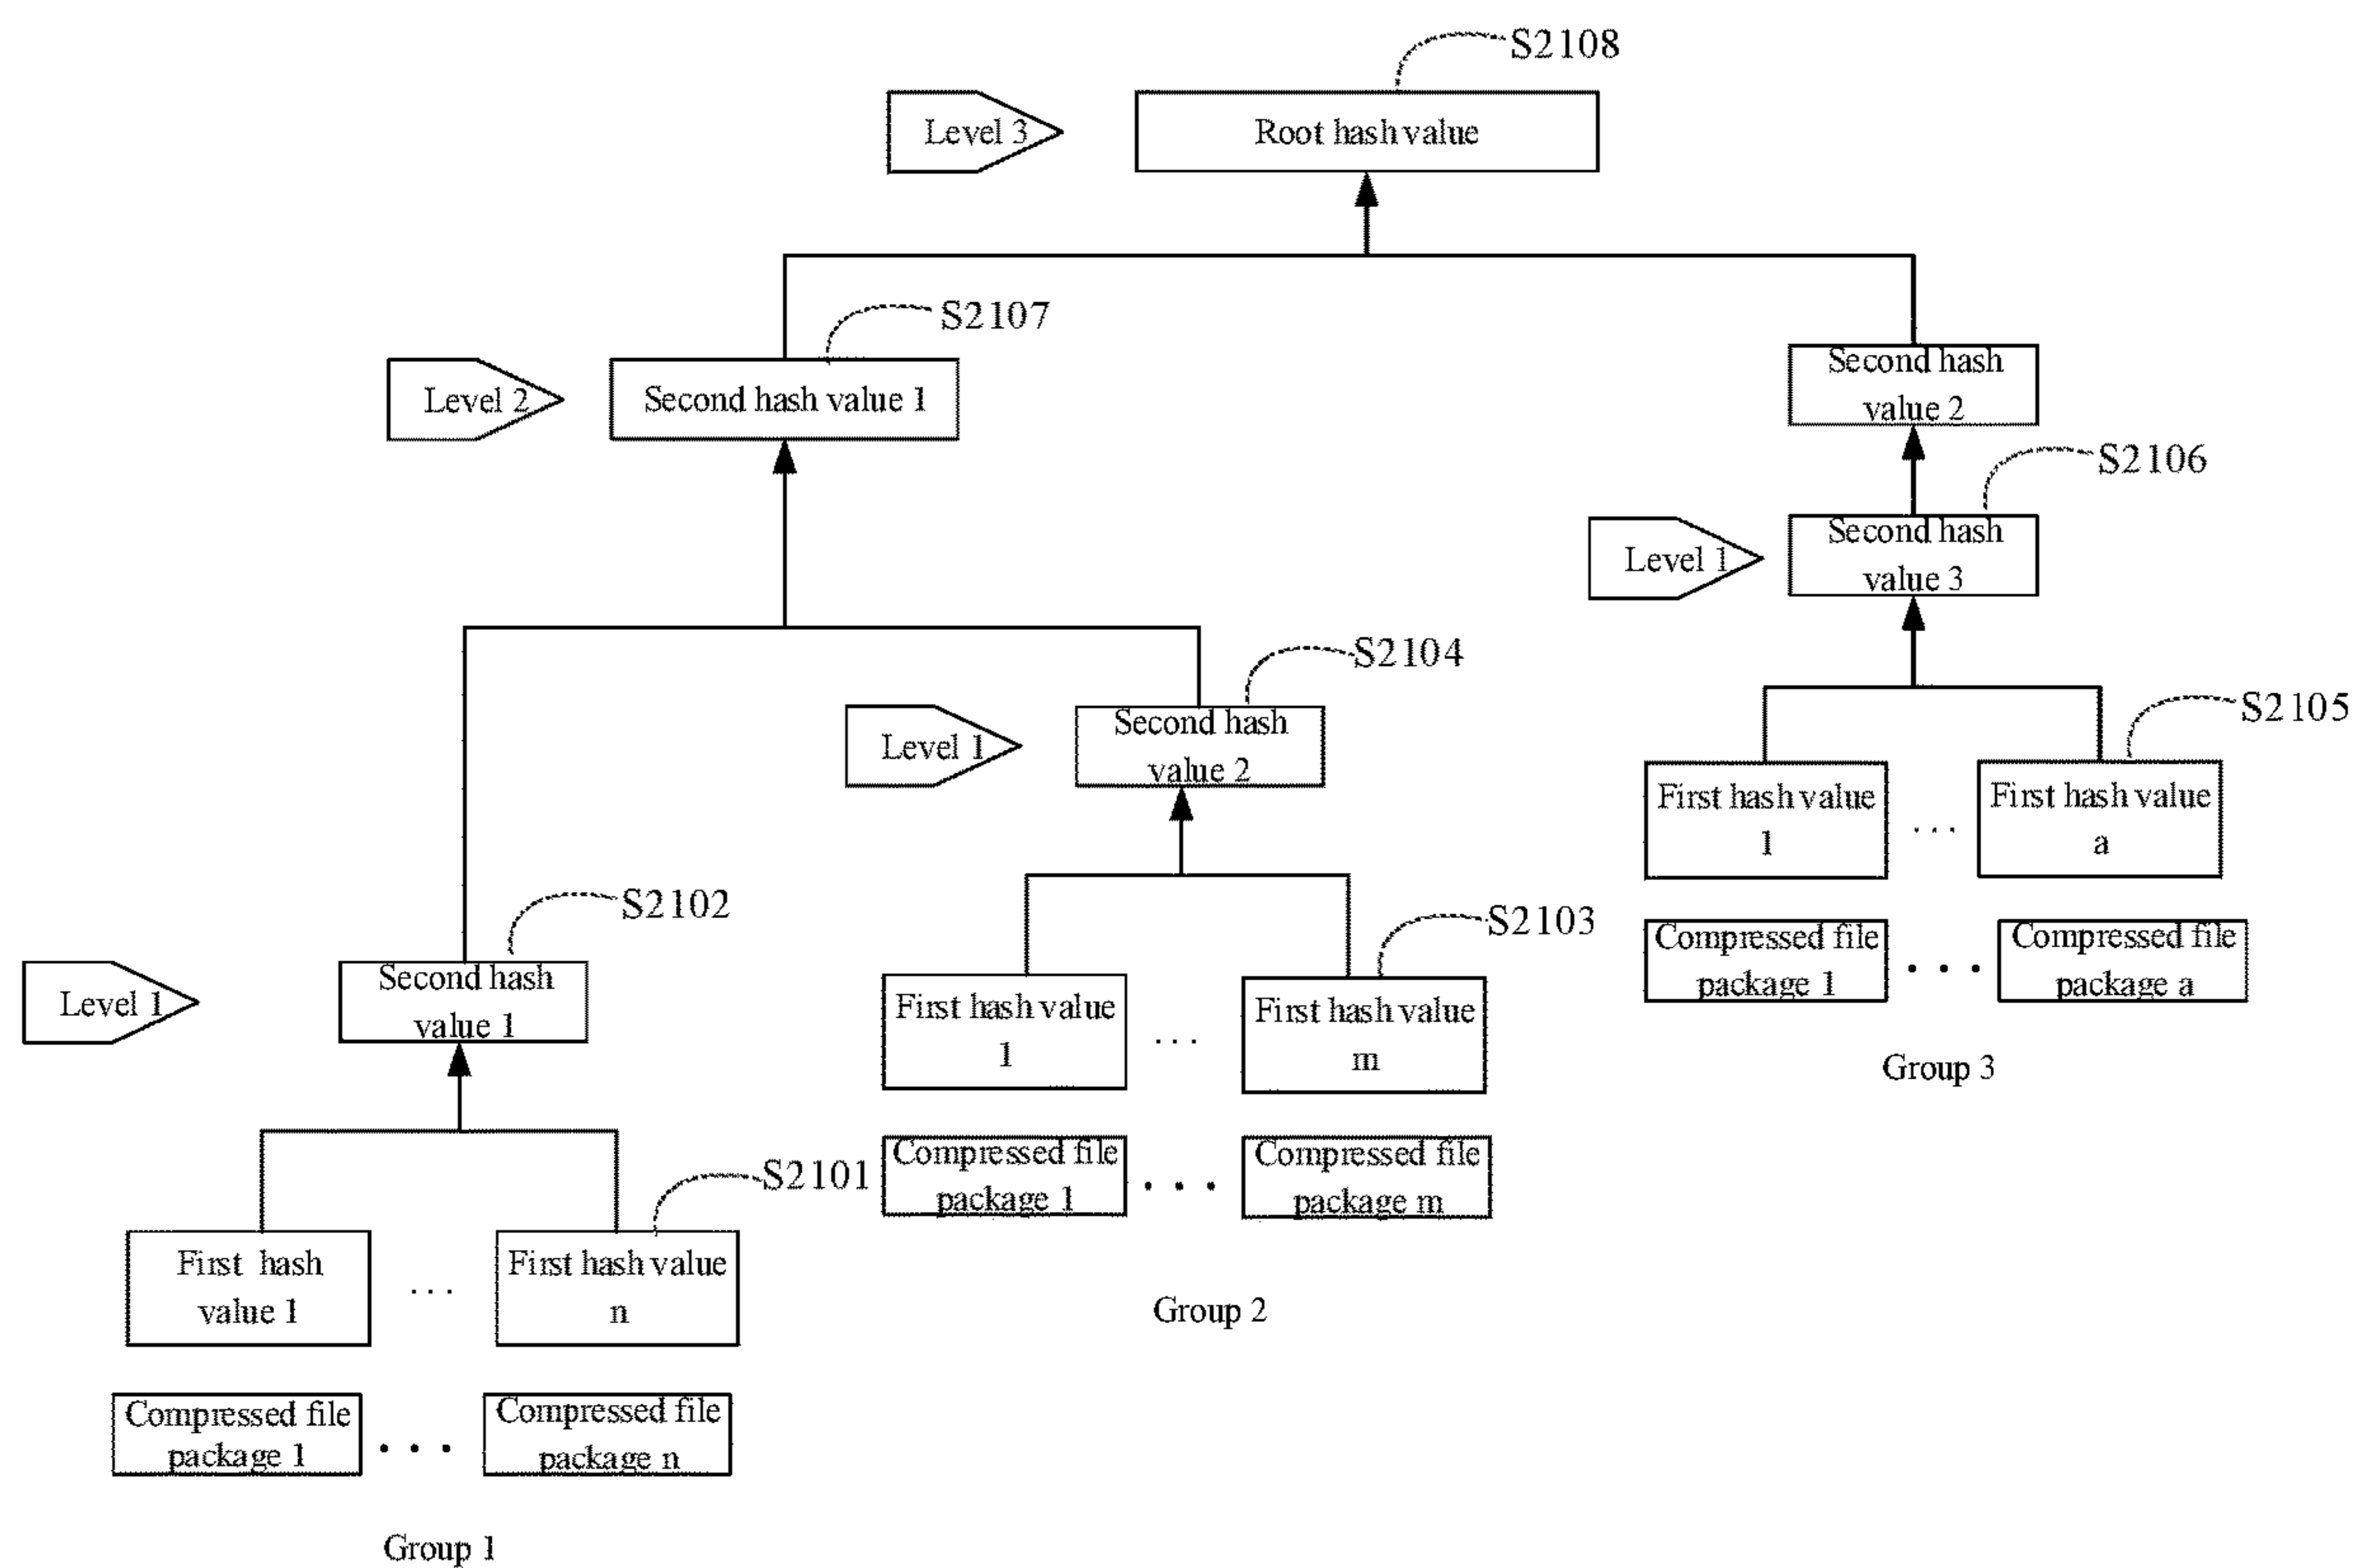 S2108
Level 3
Root hash value
S2107
Level 2
Second hash value 1
Second hash
value 2
S2106
Level 1
Second hash
value 3
S2104
Level 1
Second hash
value 2
S2105
First hash value
1
...
First hash value
a
Compressed file
package 1
...
Compressed file
package a
Group 3
S2102
Level 1
Second hash
value 1
S2103
First hash value
1
...
First hash value
m
Compressed file
package 1
...
Compressed file
package m
Group 2
S2101
First hash
value 1
...
First hash value
n
Compressed file
package 1
...
Compressed file
package n
Group 1